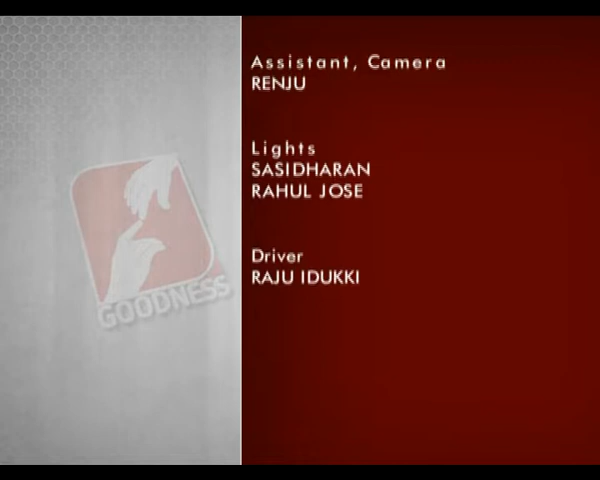 Assistant, Camera
RENJU
Lights
SASIDHARAN
RAHUL JOSE
Driver
RAJU IDUKKI
GOODNESS